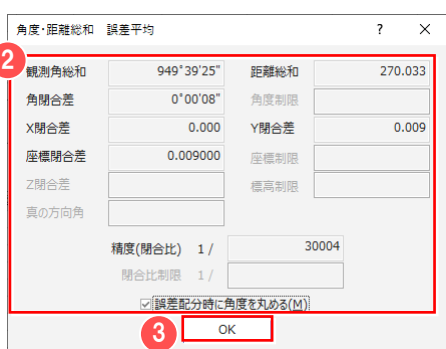 角度・距離総和 誤差平均 ? ×
2
観測角総和 949°39'25" 距離総和 270.033
角閉合差 0°00'08" 角度制限
X閉合差 0.000 Y閉合差 0.009
座標閉合差 0.009000 座標制限
Z閉合差 標高制限
真の方向角
精度(閉合比) 1 / 30004
閉合比制限 1 /
誤差配分時に角度を丸める(M)
3 OK